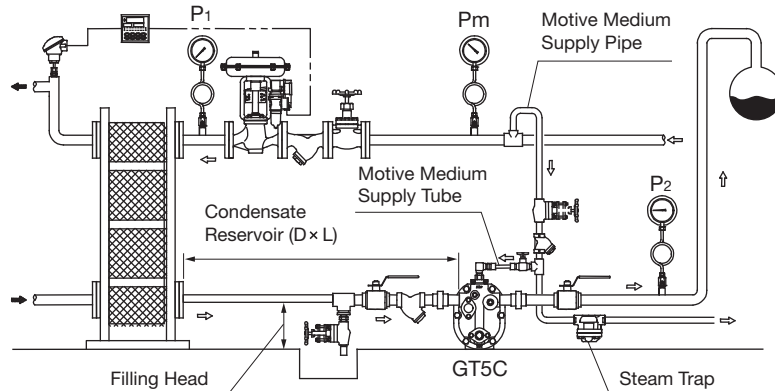 P1
Pm
Motive Medium
Supply Pipe
Motive Medium
Supply Tube
P2
Condensate
Reservoir (D × L)
Filling Head
GT5C
Steam Trap